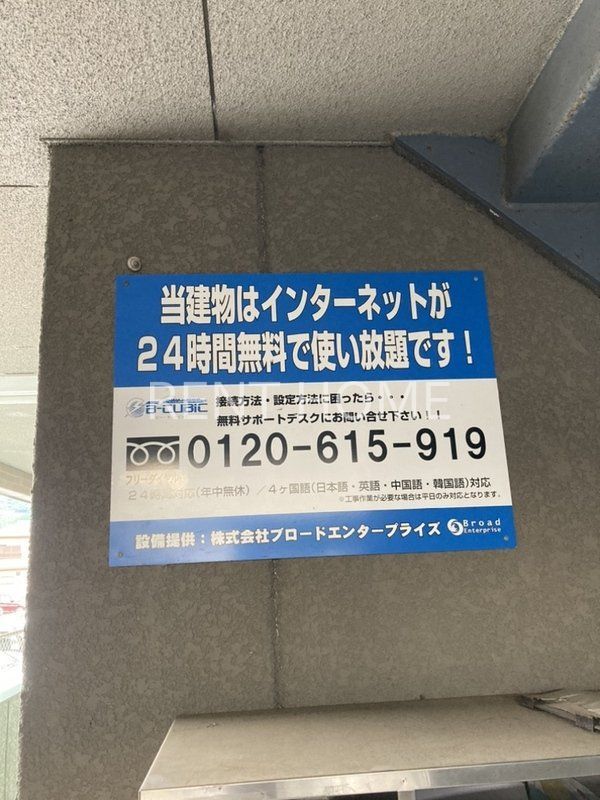 当建物はインターネットが
24時間無料で使い放題です！
B-CUBIC
接続方法・設定方法に困ったら・・・
無料サポートデスクにお問い合せ下さい！！
RENT HOME
0120-615-919
フリーダイヤル
24時間対応(年中無休) ／4ヶ国語(日本語・英語・中国語・韓国語)対応
※工事作業が必要な場合は平日のみ対応となります。
設備提供：株式会社ブロードエンタープライズ
Broad
Enterprise